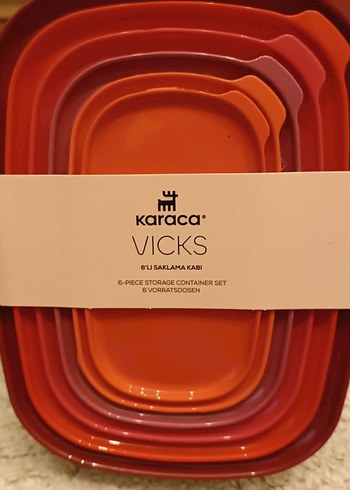 Karaca®
VICKS
6'LI SAKLAMA KABI
6-PIECE STORAGE CONTAINER SET
6 VORRATSDOSEN